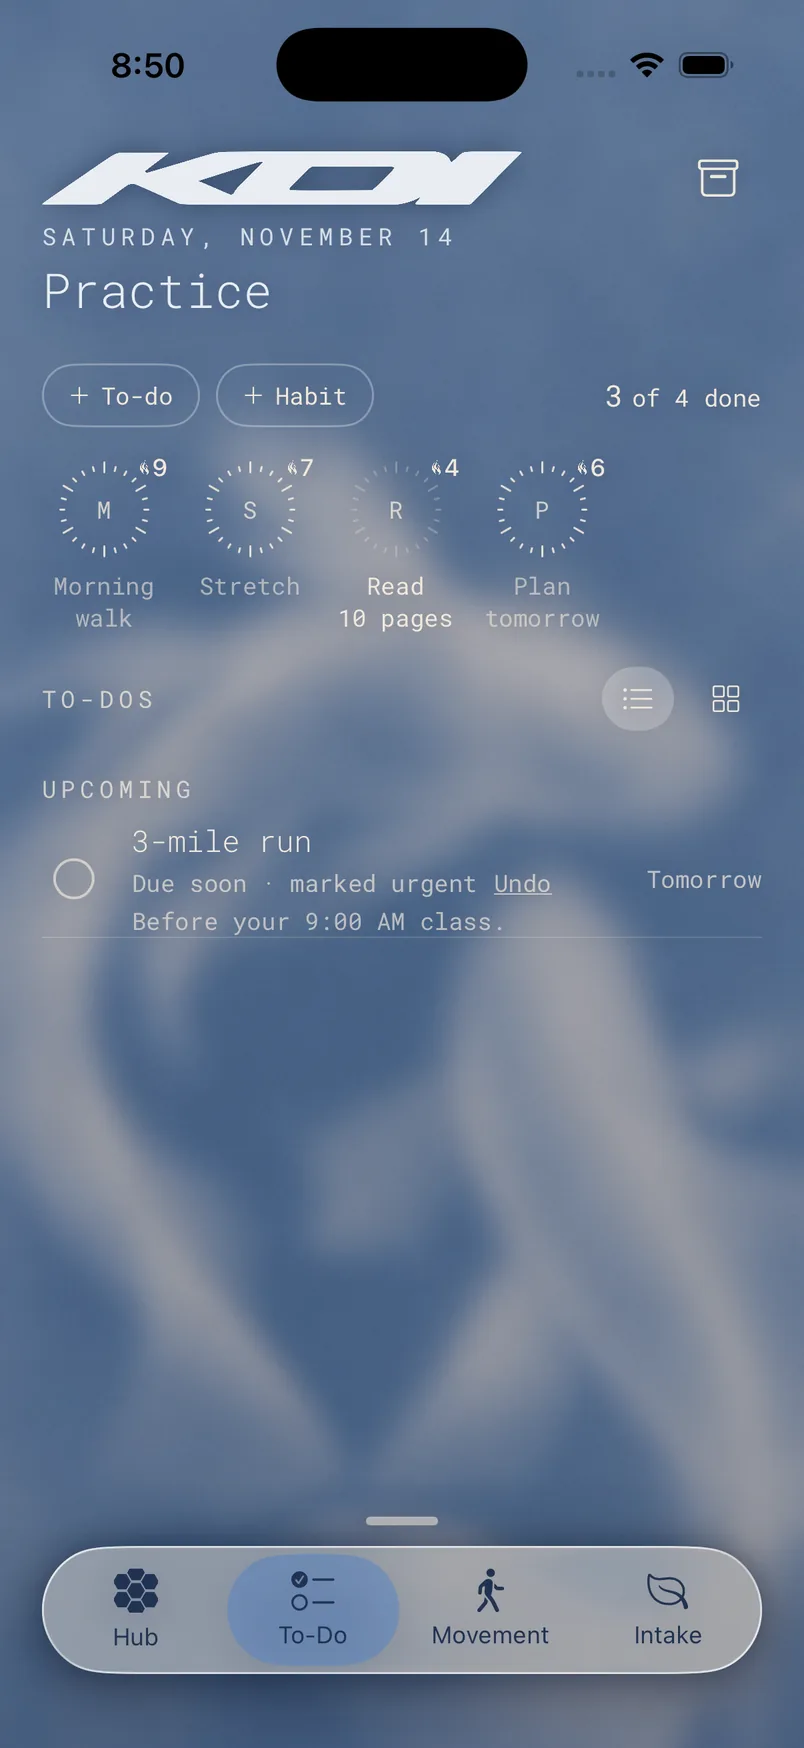 8:50
KOI
SATURDAY, NOVEMBER 14
Practice
+ To-do
+ Habit
3 of 4 done
M 9
S 7
R 4
P 6
Morning walk
Stretch
Read 10 pages
Plan tomorrow
TO-DOS
UPCOMING
3-mile run
Due soon · marked urgent Undo
Tomorrow
Before your 9:00 AM class.
Hub
To-Do
Movement
Intake